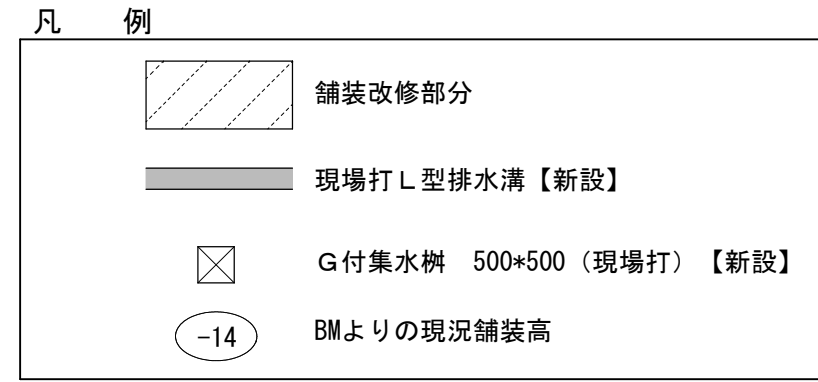 凡　例
舗装改修部分
現場打Ｌ型排水溝【新設】
Ｇ付集水桝　500*500（現場打）【新設】
-14　BMよりの現況舗装高